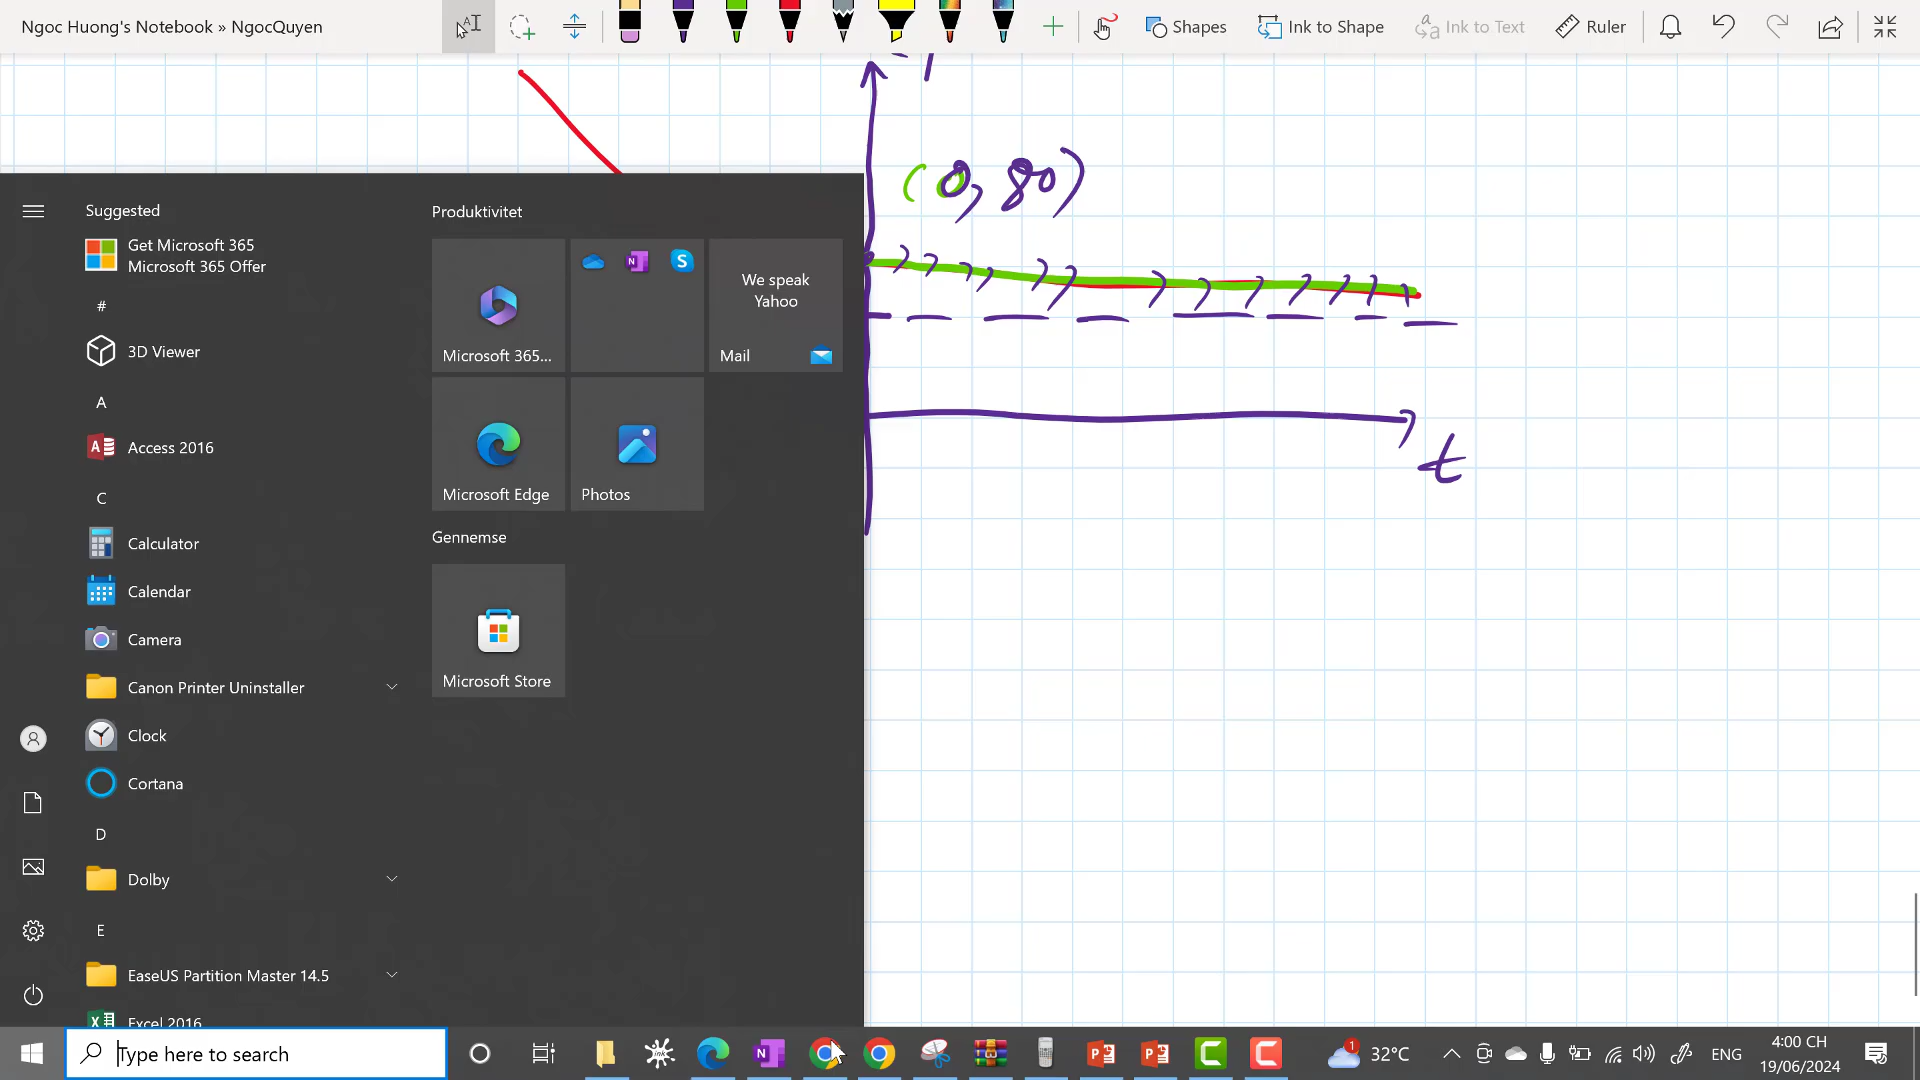 Ngoc Huong's Notebook » NgocQuyen
Shapes
Ink to Shape
Ink to Text
Ruler
(0, 80)
t
Suggested
Get Microsoft 365
Microsoft 365 Offer
#
3D Viewer
A
Access 2016
C
Calculator
Calendar
Camera
Canon Printer Uninstaller
Clock
Cortana
D
Dolby
E
EaseUS Partition Master 14.5
Excel 2016
Produktivitet
Microsoft 365...
We speak
Yahoo
Mail
Microsoft Edge
Photos
Gennemse
Microsoft Store
Type here to search
1
32°C
ENG
4:00 CH
19/06/2024